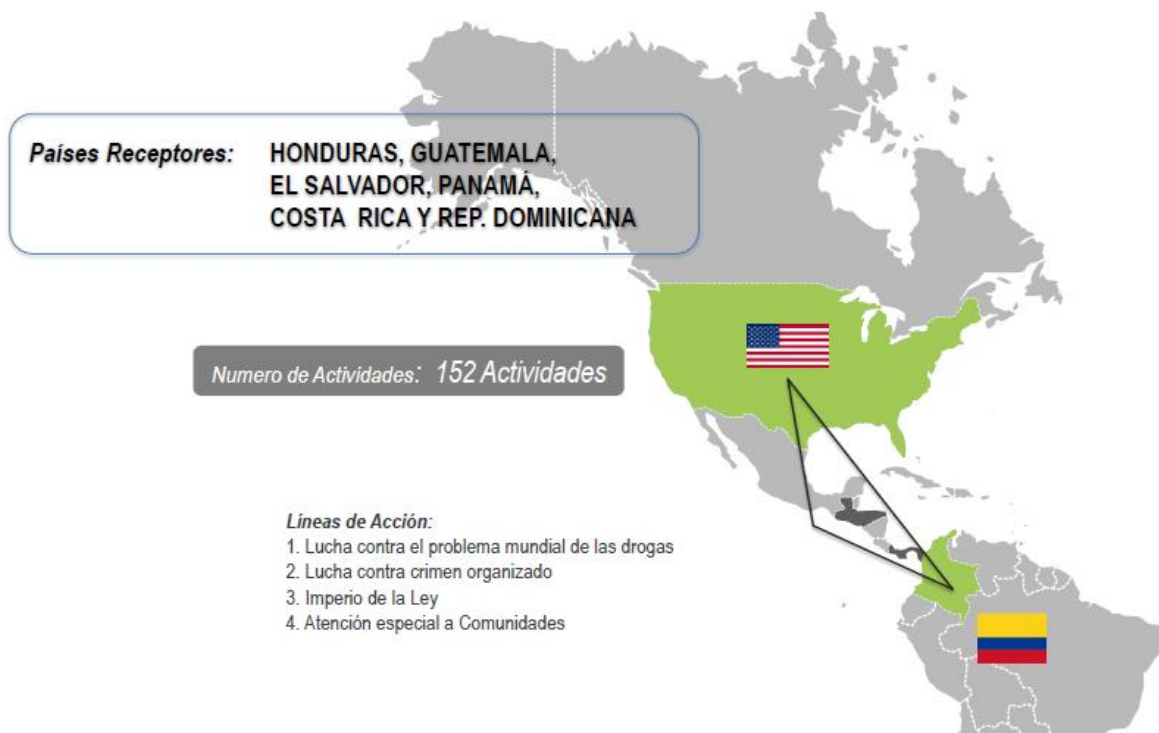 Países Receptores: HONDURAS, GUATEMALA,
EL SALVADOR, PANAMÁ,
COSTA RICA Y REP. DOMINICANA
Numero de Actividades: 152 Actividades
Líneas de Acción:
1. Lucha contra el problema mundial de las drogas
2. Lucha contra crimen organizado
3. Imperio de la Ley
4. Atención especial a Comunidades